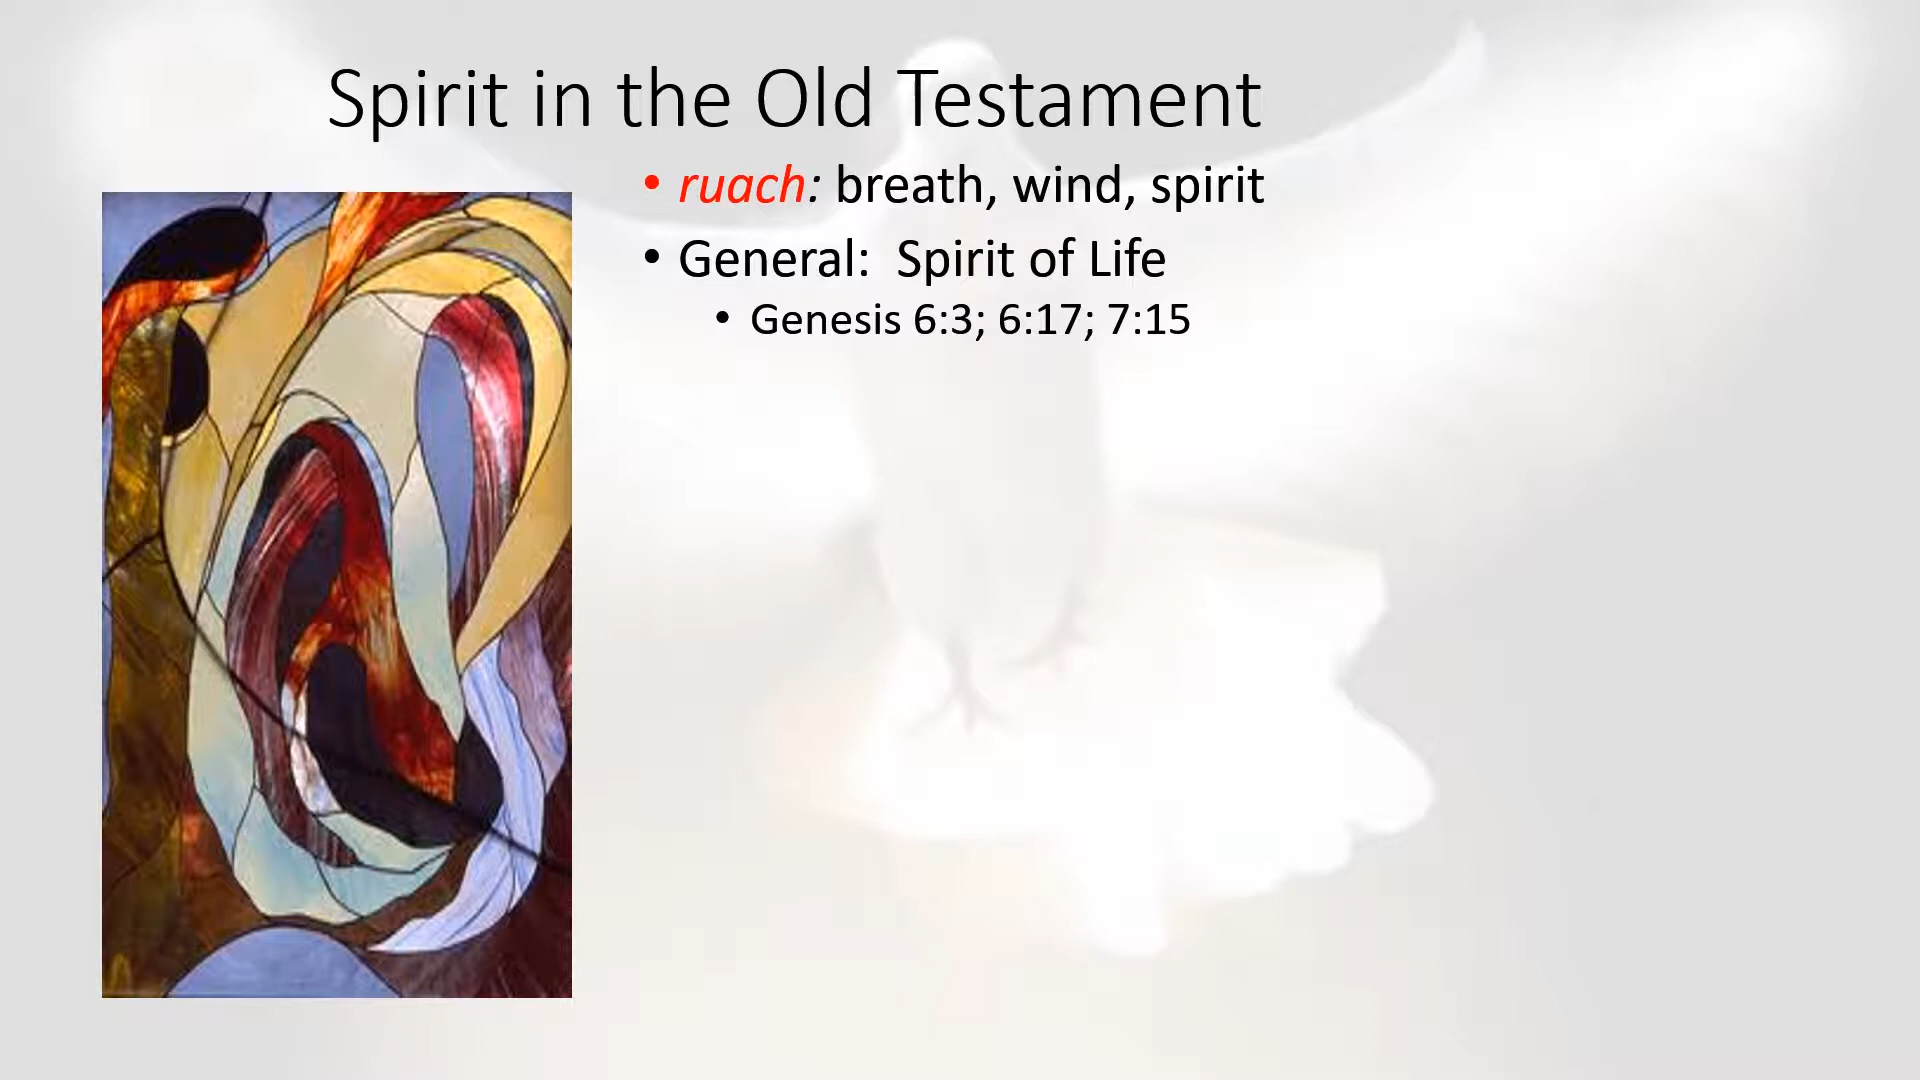 Spirit in the Old Testament
• ruach: breath, wind, spirit
• General:  Spirit of Life
• Genesis 6:3; 6:17; 7:15